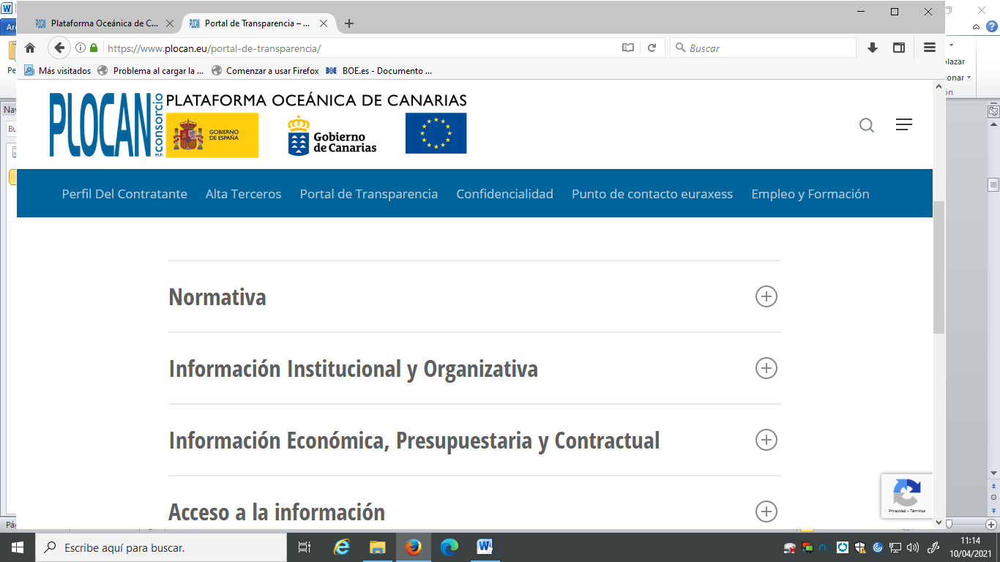 Plataforma Oceánica de C...
Portal de Transparencia – ...
https://www.plocan.eu/portal-de-transparencia/
Buscar
Más visitados
Problema al cargar la ...
Comenzar a usar Firefox
BOE
BOE.es - Documento ...
PLOCAN
consorcio
M.P.
PLATAFORMA OCEÁNICA DE CANARIAS
GOBIERNO
DE ESPAÑA
Gobierno
de Canarias
Perfil Del Contratante
Alta Terceros
Portal de Transparencia
Confidencialidad
Punto de contacto euraxess
Empleo y Formación
Normativa
Información Institucional y Organizativa
Información Económica, Presupuestaria y Contractual
Acceso a la información
Privacidad - Términos
Escribe aquí para buscar.
11:14
10/04/2021